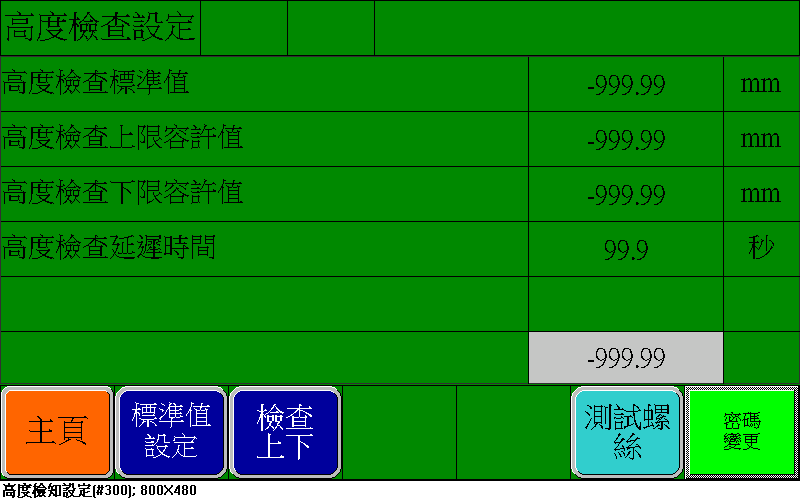 高度檢查設定
高度檢查標準值 -999.99 mm
高度檢查上限容許值 -999.99 mm
高度檢查下限容許值 -999.99 mm
高度檢查延遲時間 99.9 秒
-999.99
主頁
標準值
設定
檢查
上下
測試螺
絲
密碼
變更
高度檢知設定(#300); 800X480